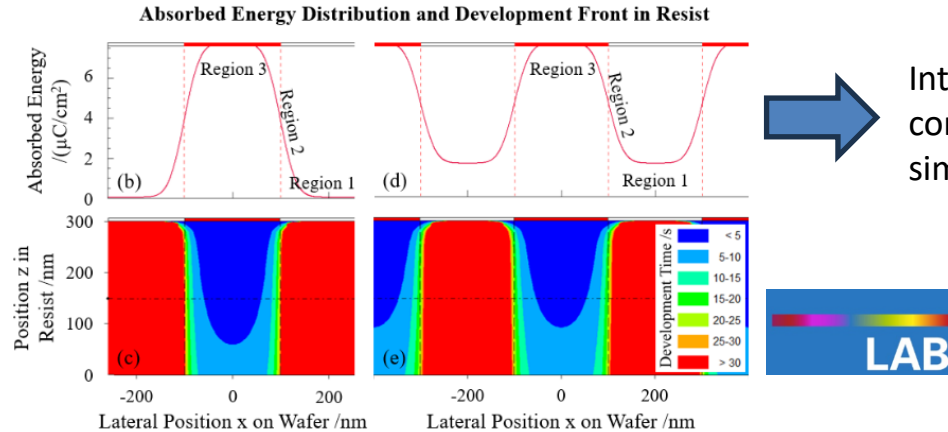 Absorbed Energy Distribution and Development Front in Resist
Absorbed Energy
/(μC/cm²)
6
4
2
0
Region 3
Region 2
Region 1
(b)
Region 3
Region 2
Region 1
(d)
Position z in
Resist /nm
300
200
100
0
(c)
(e)
Development Time /s
< 5
5-10
10-15
15-20
20-25
25-30
> 30
-200
0
200
-200
0
200
Lateral Position x on Wafer /nm
Lateral Position x on Wafer /nm
Int
sim
LAB